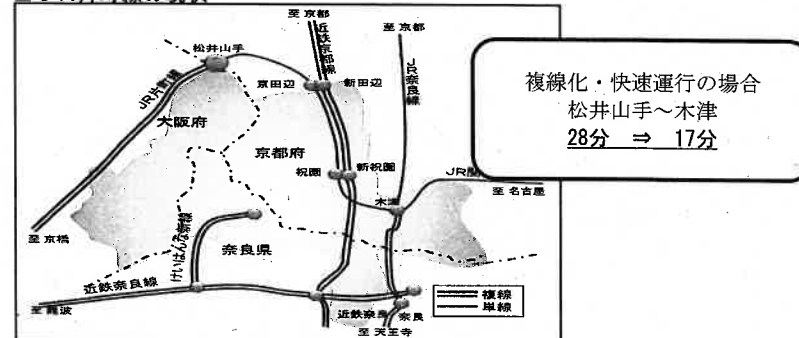 至 京都
近鉄京都線
至 京都
松井山手
JR片町線
京田辺
新田辺
JR奈良線
大阪府
京都府
祝園
新祝園
木津
JR関
至 名古屋
至 京橋
けいはんな新線
奈良県
近鉄奈良線
至 難波
近鉄奈良
奈良
至 天王寺
複線
単線
複線化・快速運行の場合
松井山手～木津
28分 ⇒ 17分